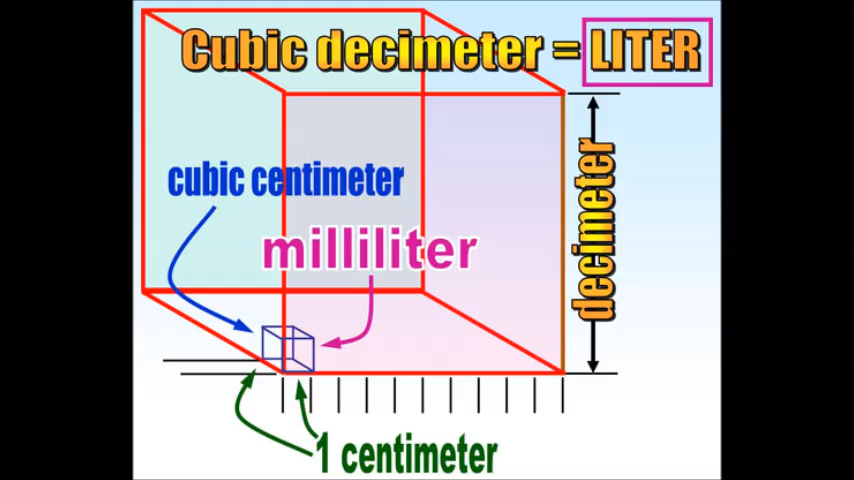 Cubic decimeter = LITER
cubic centimeter
milliliter
decimeter
1 centimeter